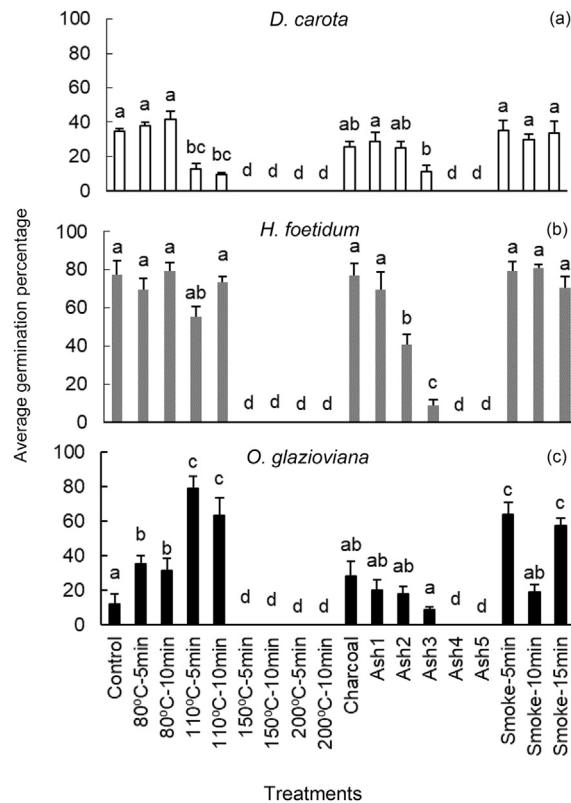 D. carota
(a)
100
80
60
40
20
0
a a a bc bc d d d d ab a ab b d d a a a
H. foetidum
(b)
100
80
60
40
20
0
a a a ab a d d d d a a b c d d a a a
O. glazioviana
(c)
100
80
60
40
20
0
a b b c c d d d d ab ab ab a d d c ab c
Average germination percentage
Control
80ºC-5min
80ºC-10min
110ºC-5min
110ºC-10min
150ºC-5min
150ºC-10min
200ºC-5min
200ºC-10min
Charcoal
Ash1
Ash2
Ash3
Ash4
Ash5
Smoke-5min
Smoke-10min
Smoke-15min
Treatments